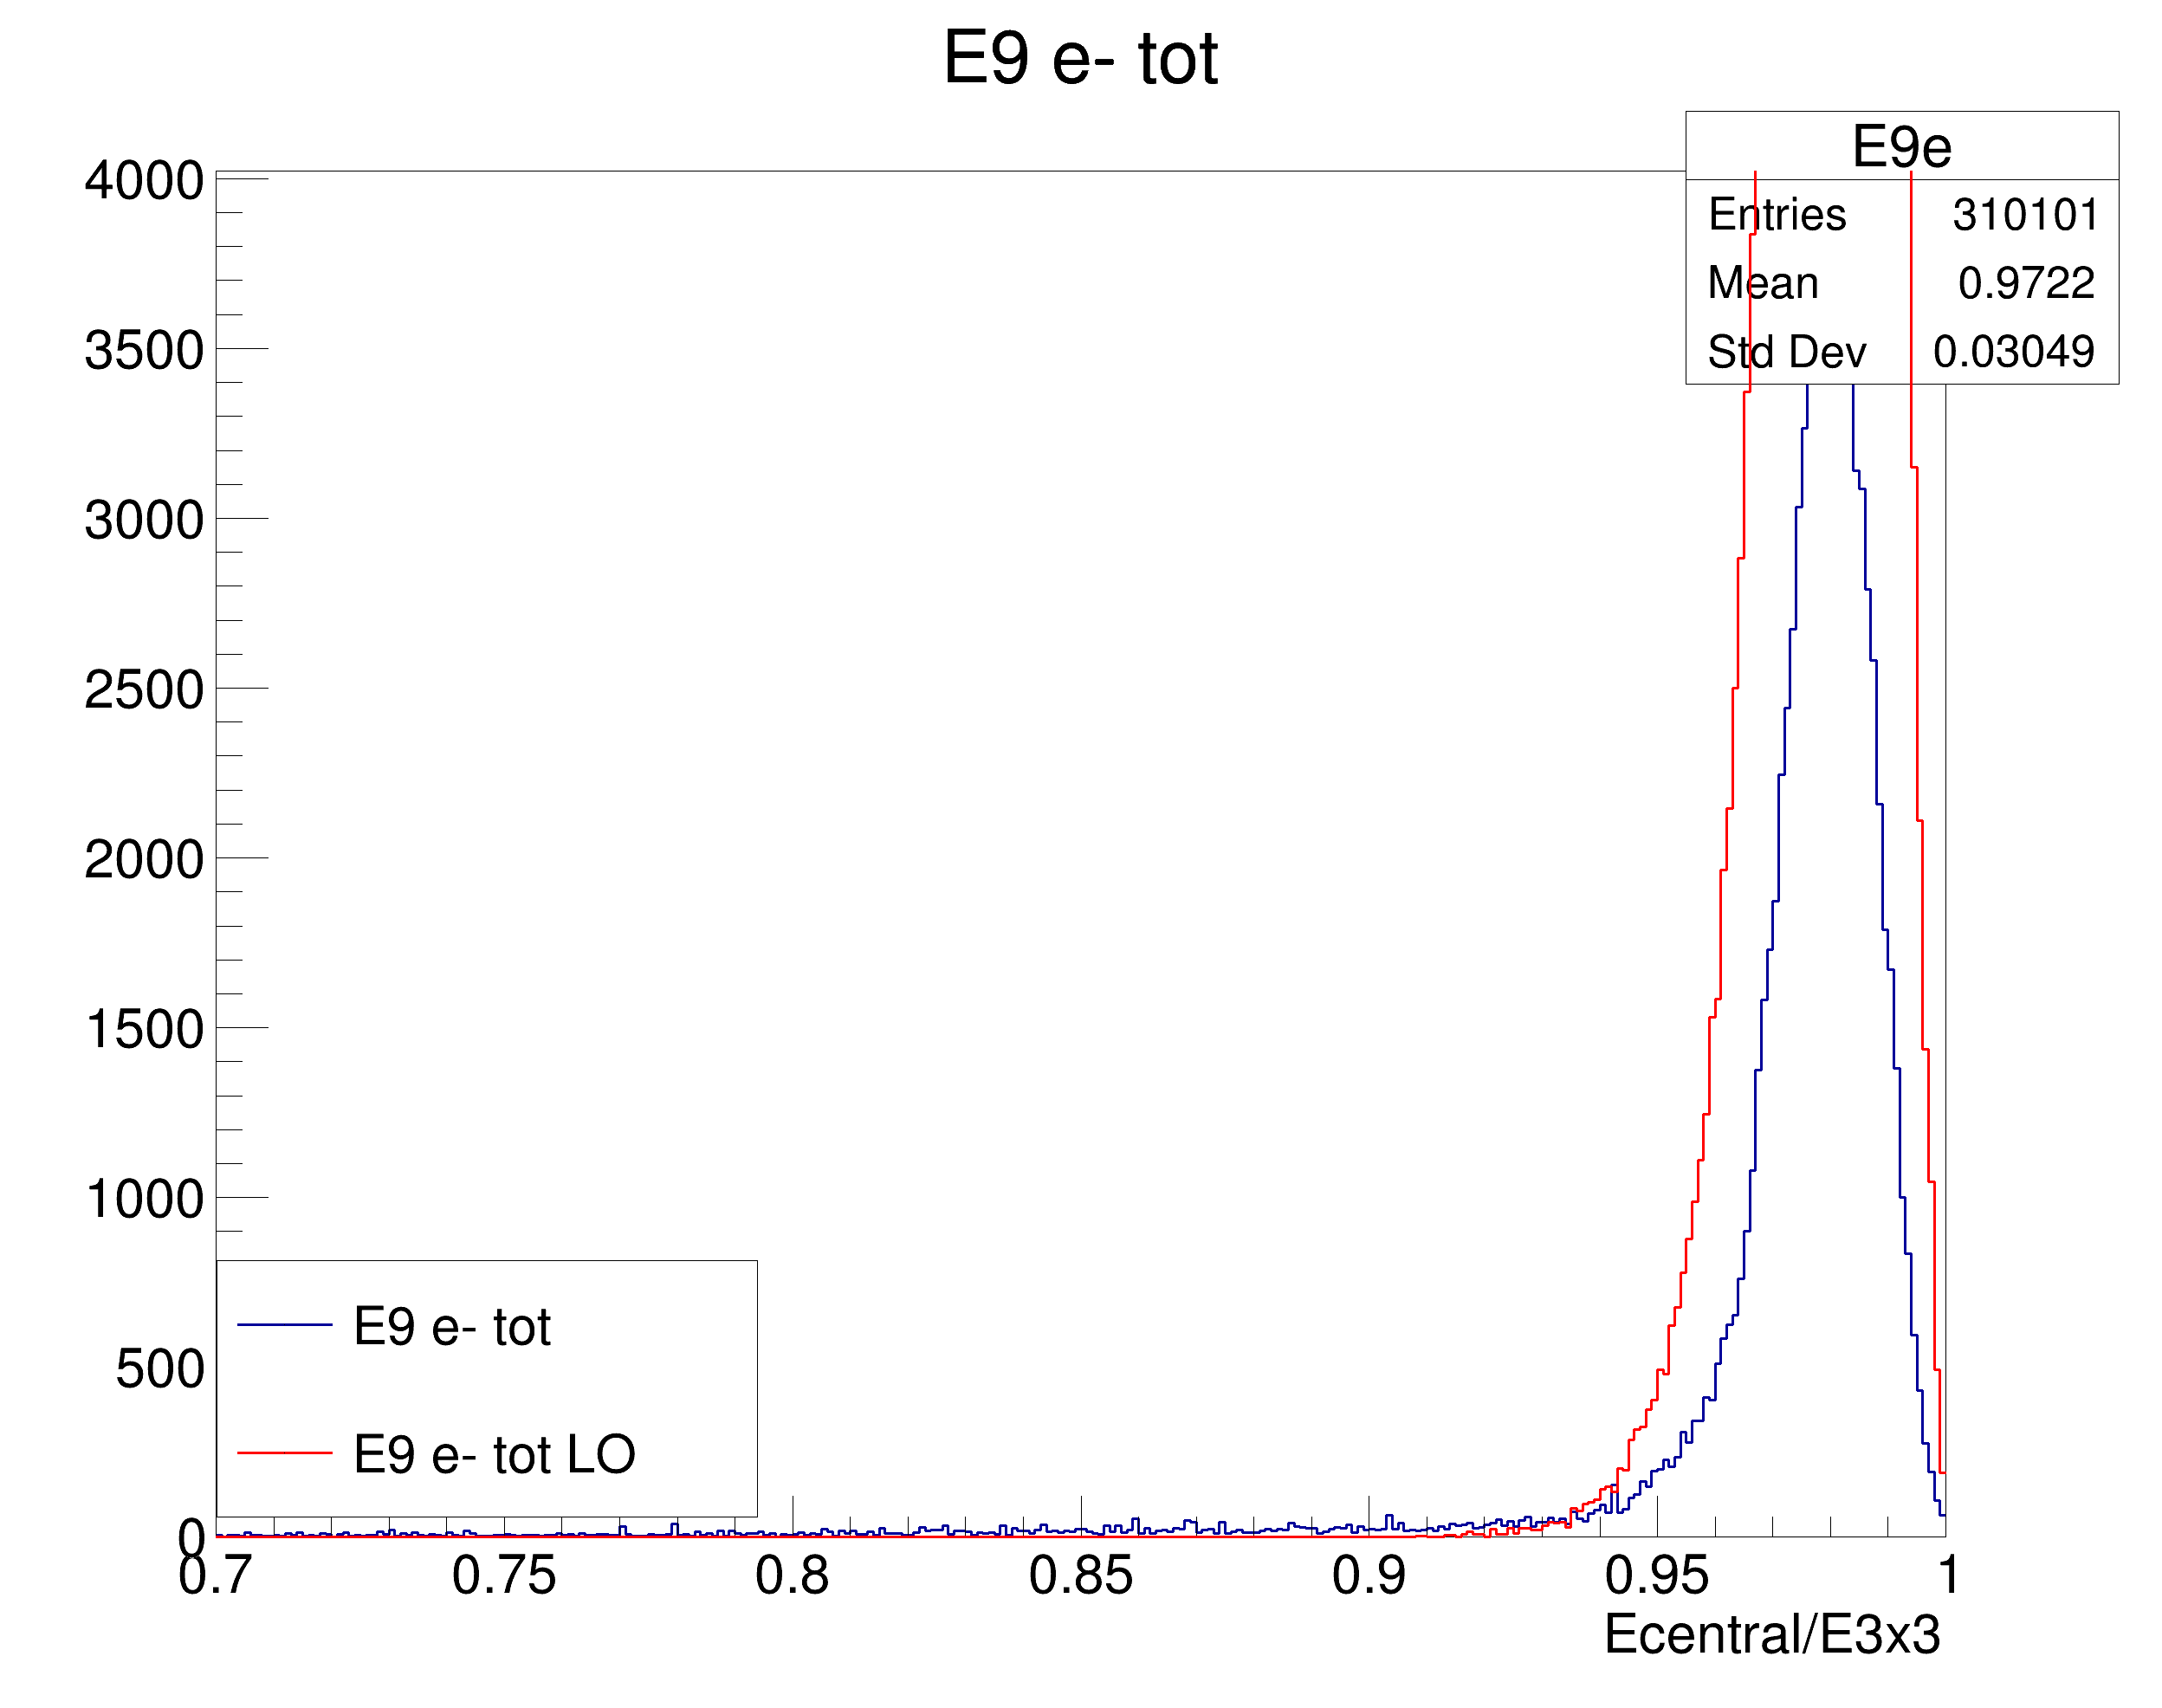 E9 e- tot
E9e
Entries 310101
Mean 0.9722
Std Dev 0.03049
4000
3500
3000
2500
2000
1500
1000
500
0
E9 e- tot
E9 e- tot LO
0.7 0.75 0.8 0.85 0.9 0.95 1
Ecentral/E3x3